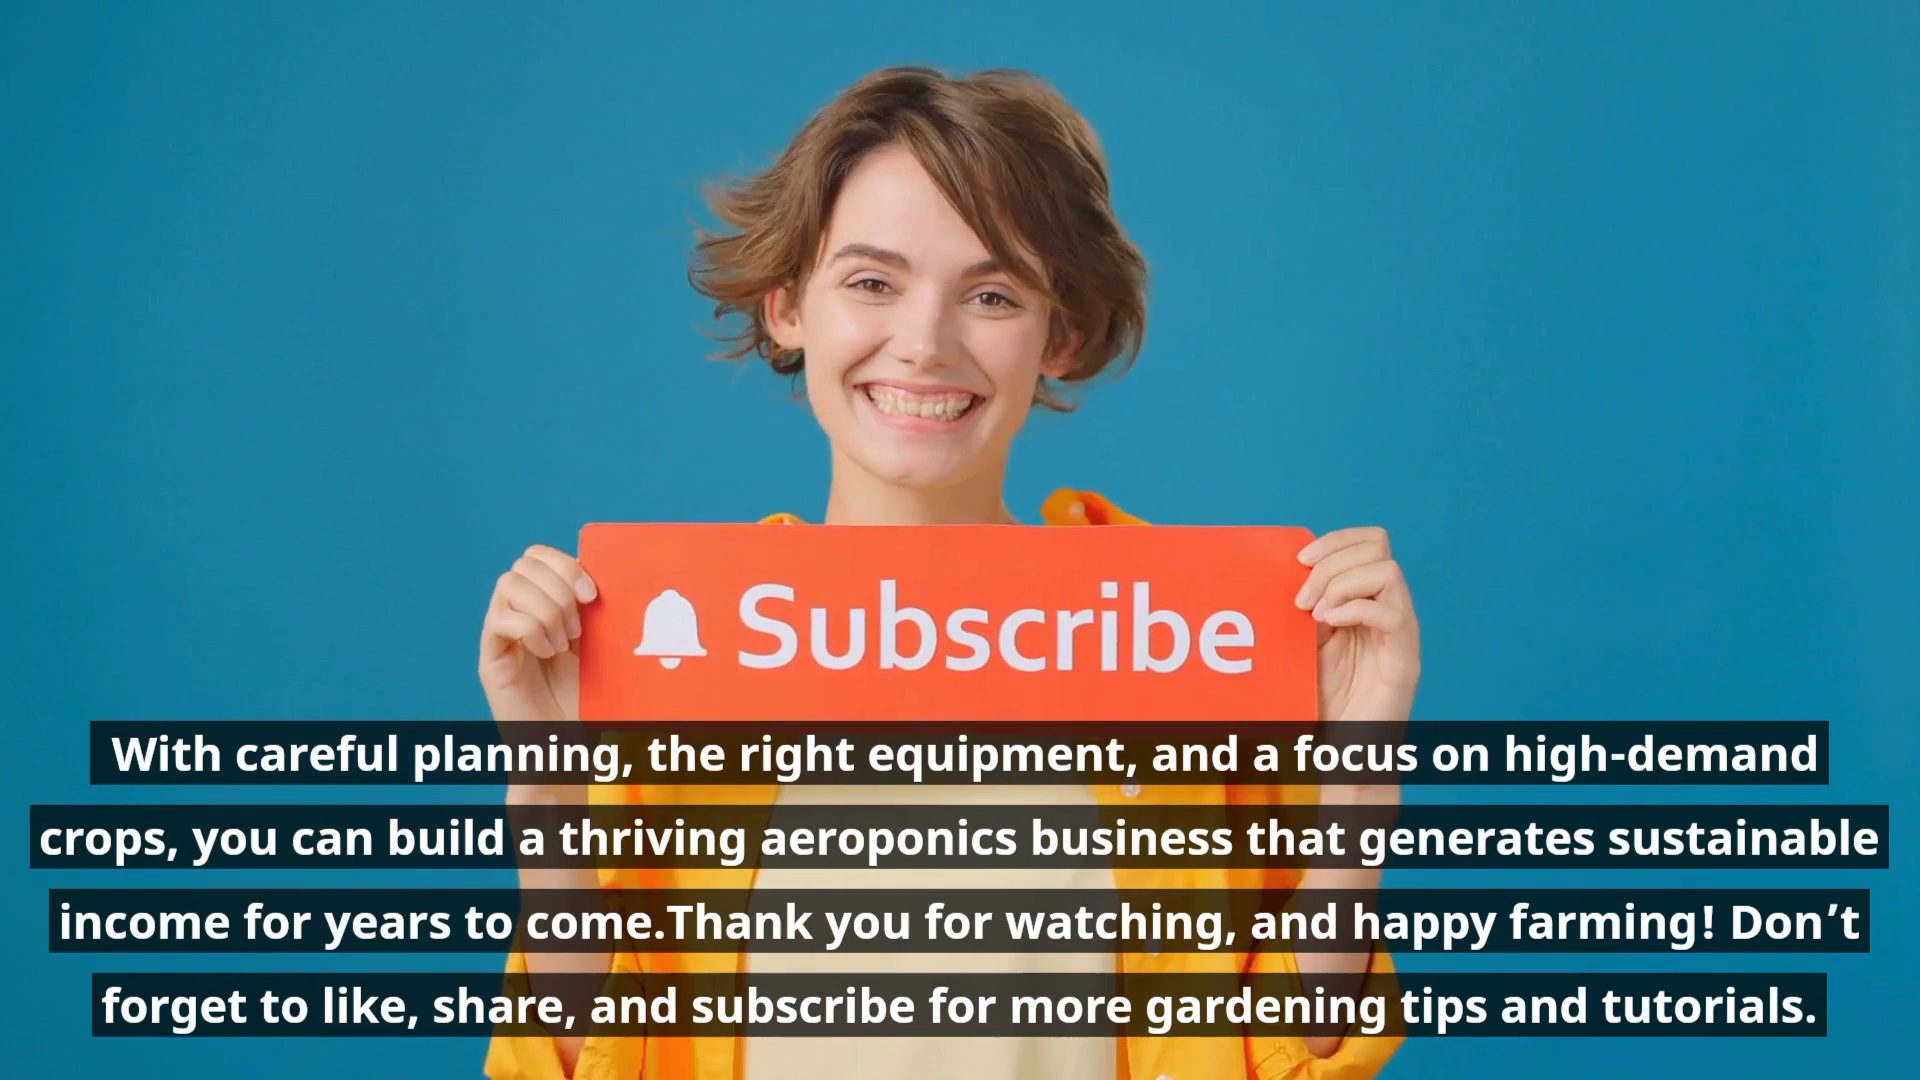 Subscribe
With careful planning, the right equipment, and a focus on high-demand
crops, you can build a thriving aeroponics business that generates sustainable
income for years to come.Thank you for watching, and happy farming! Don’t
forget to like, share, and subscribe for more gardening tips and tutorials.